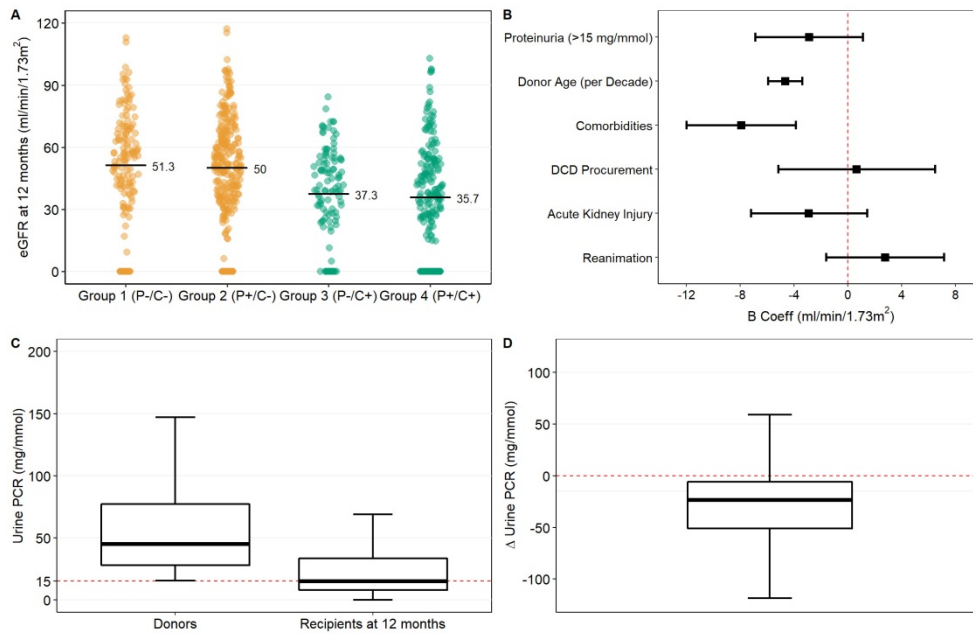 A
eGFR at 12 months (ml/min/1.73m²)
120
90
60
30
0
51.3
50
37.3
35.7
Group 1 (P-/C-)
Group 2 (P+/C-)
Group 3 (P-/C+)
Group 4 (P+/C+)
B
Proteinuria (>15 mg/mmol)
Donor Age (per Decade)
Comorbidities
DCD Procurement
Acute Kidney Injury
Reanimation
-12
-8
-4
0
4
8
B Coeff (ml/min/1.73m²)
C
Urine PCR (mg/mmol)
200
150
100
50
15
0
Donors
Recipients at 12 months
D
Δ Urine PCR (mg/mmol)
100
50
0
-50
-100